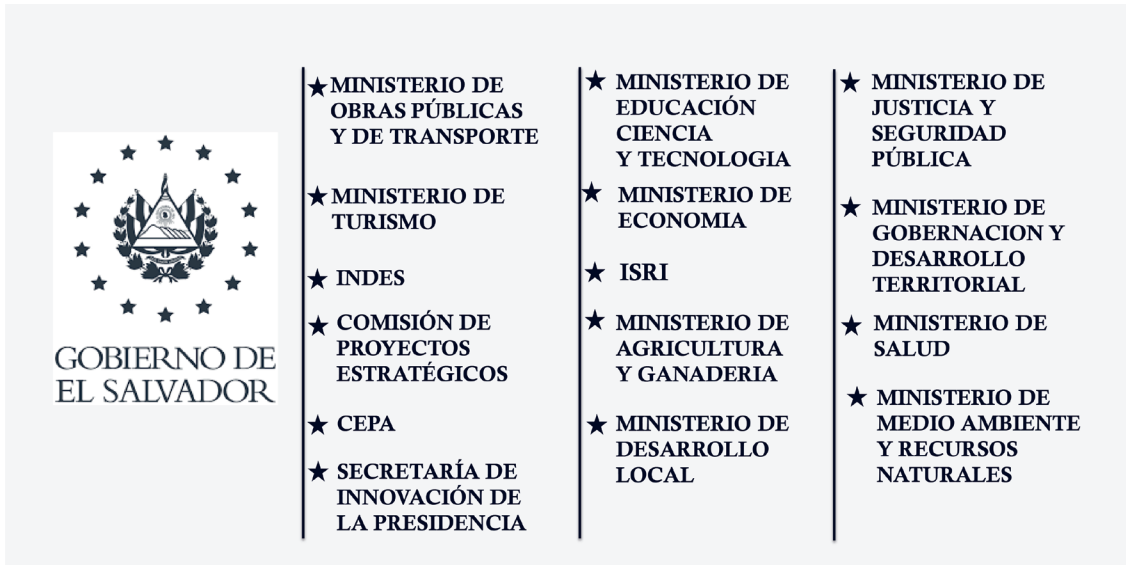 GOBIERNO DE
EL SALVADOR
MINISTERIO DE
OBRAS PÚBLICAS
Y DE TRANSPORTE
MINISTERIO DE
TURISMO
INDES
COMISIÓN DE
PROYECTOS
ESTRATÉGICOS
CEPA
SECRETARÍA DE
INNOVACIÓN DE
LA PRESIDENCIA
MINISTERIO DE
EDUCACIÓN
CIENCIA
Y TECNOLOGIA
MINISTERIO DE
ECONOMIA
ISRI
MINISTERIO DE
AGRICULTURA
Y GANADERIA
MINISTERIO DE
DESARROLLO
LOCAL
MINISTERIO DE
JUSTICIA Y
SEGURIDAD
PÚBLICA
MINISTERIO DE
GOBERNACION Y
DESARROLLO
TERRITORIAL
MINISTERIO DE
SALUD
MINISTERIO DE
MEDIO AMBIENTE
Y RECURSOS
NATURALES